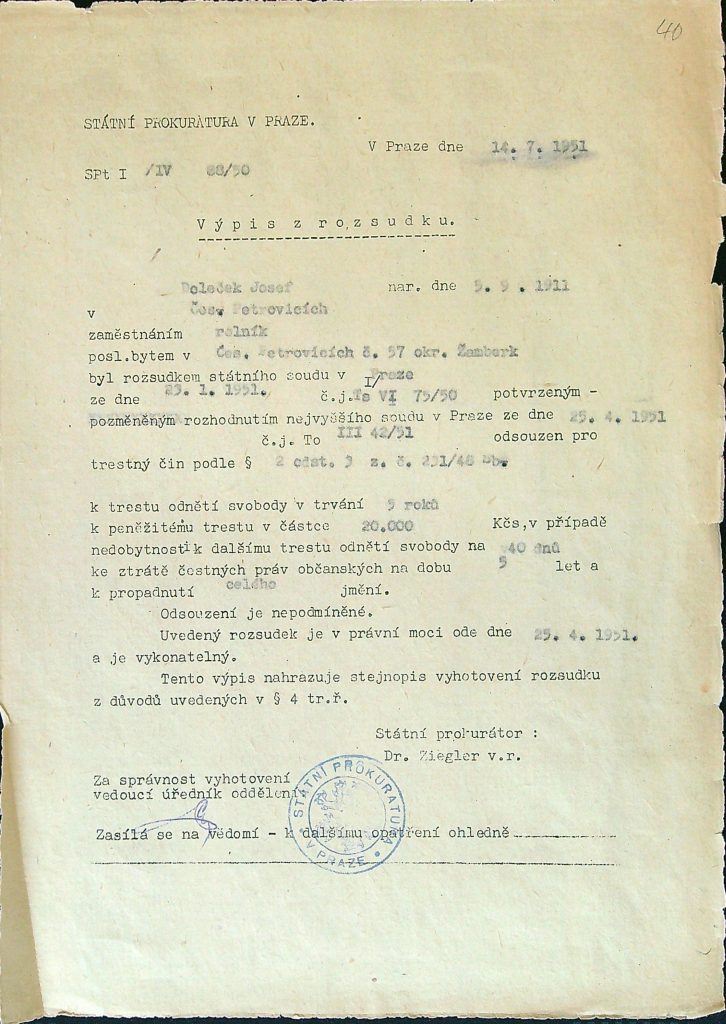 40
STÁTNÍ PROKURATURA V PRAZE.
V Praze dne 14. 7. 1951
SPt I /IV 88/50
Výpis z rozsudku.
Doleček Josef nar. dne 5. 9. 1911
v Čes. Petrovicích
zaměstnáním rolník
posl.bytem v Čes. Petrovicích č. 57 okr. Žamberk
byl rozsudkem státního soudu v Praze
ze dne 23. 1. 1951. č.j. Ts I/VI 75/50 potvrzeným -
pozměněným rozhodnutím nejvyššího soudu v Praze ze dne 25. 4. 1951
č.j. To III 42/51 odsouzen pro
trestný čin podle § 2 odst. 3 z. č. 231/48 Sb.
k trestu odnětí svobody v trvání 5 roků
k peněžitému trestu v částce 20.000 Kčs,v případě
nedobytnosti k dalšímu trestu odnětí svobody na 40 dnů
ke ztrátě čestných práv občanských na dobu 5 let a
k propadnutí celého jmění.
Odsouzení je nepodmíněné.
Uvedený rozsudek je v právní moci ode dne 25. 4. 1951.
a je vykonatelný.
Tento výpis nahrazuje stejnopis vyhotovení rozsudku
z důvodů uvedených v § 4 tr.ř.
Státní prokurátor :
Dr. Ziegler v.r.
Za správnost vyhotovení
vedoucí úředník oddělení
STÁTNÍ PROKURATURA V PRAZE
Zasílá se na vědomí - k dalšímu opatření ohledně